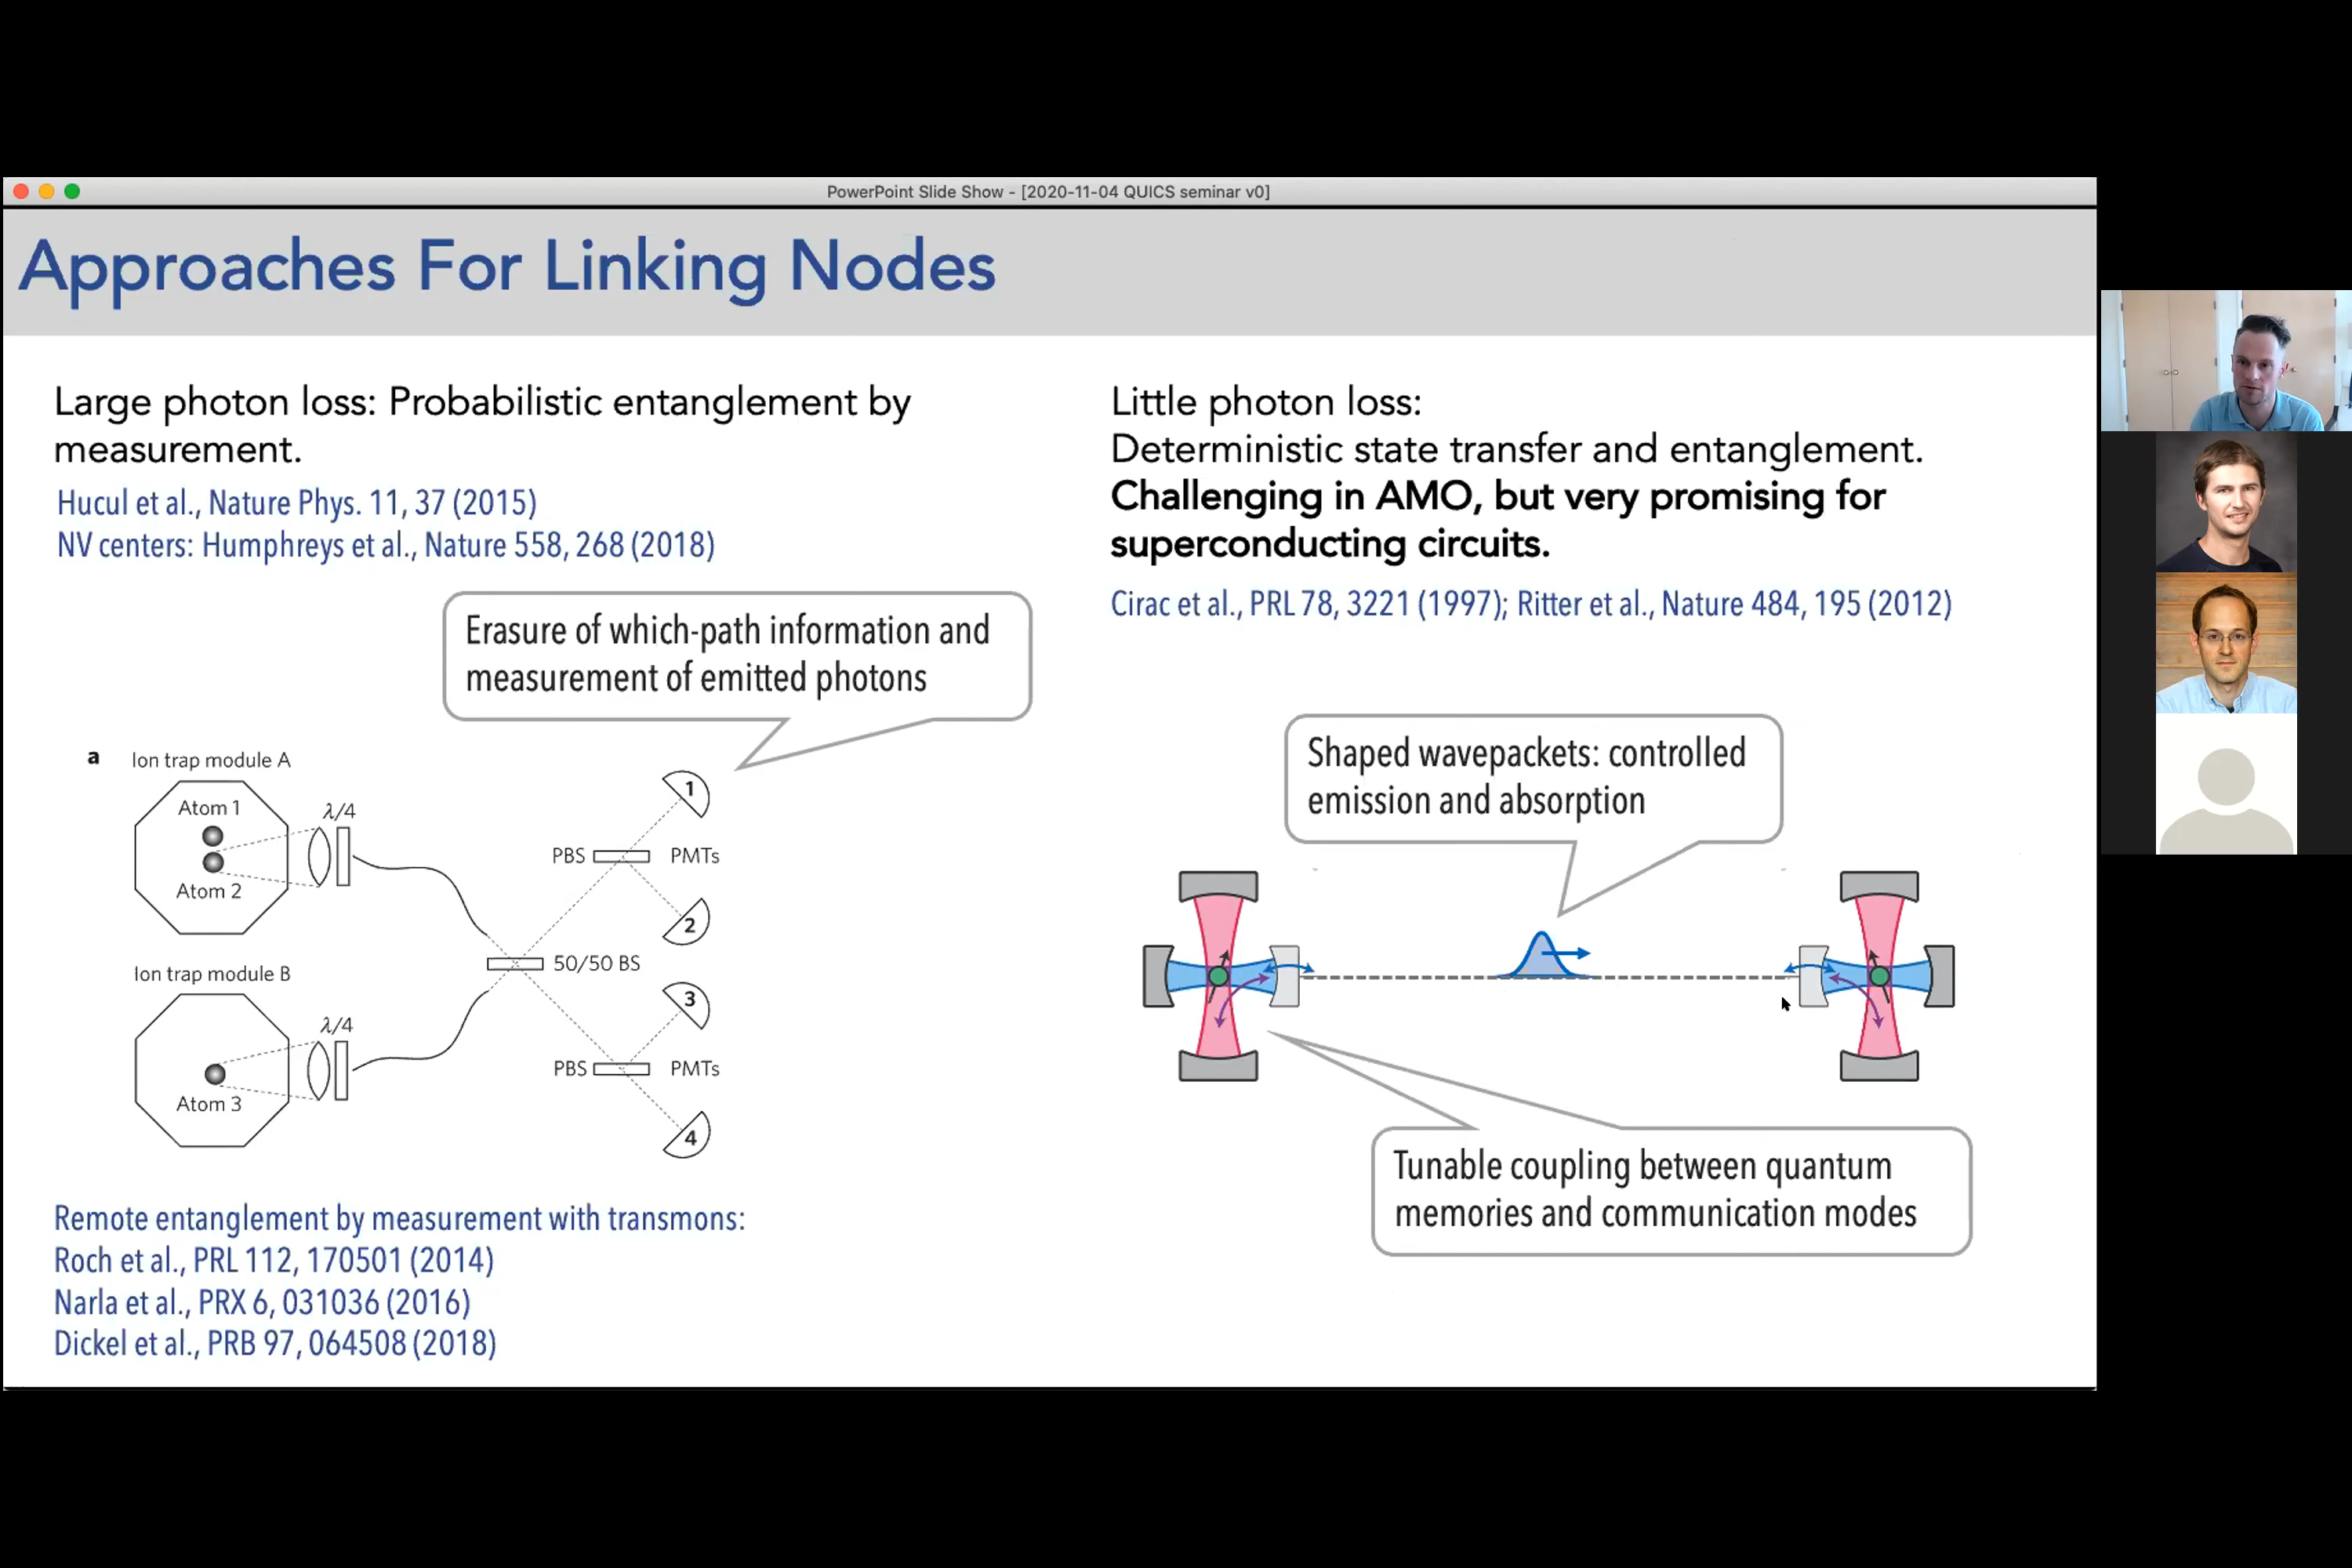 PowerPoint Slide Show - [2020-11-04 QUICS seminar v0]
Approaches For Linking Nodes
Large photon loss: Probabilistic entanglement by
measurement.
Hucul et al., Nature Phys. 11, 37 (2015)
NV centers: Humphreys et al., Nature 558, 268 (2018)
Erasure of which-path information and
measurement of emitted photons
a
Ion trap module A
Atom 1
Atom 2
λ/4
PBS
PMTs
1
2
50/50 BS
Ion trap module B
Atom 3
λ/4
PBS
PMTs
3
4
Remote entanglement by measurement with transmons:
Roch et al., PRL 112, 170501 (2014)
Narla et al., PRX 6, 031036 (2016)
Dickel et al., PRB 97, 064508 (2018)
Little photon loss:
Deterministic state transfer and entanglement.
Challenging in AMO, but very promising for
superconducting circuits.
Cirac et al., PRL 78, 3221 (1997); Ritter et al., Nature 484, 195 (2012)
Shaped wavepackets: controlled
emission and absorption
Tunable coupling between quantum
memories and communication modes